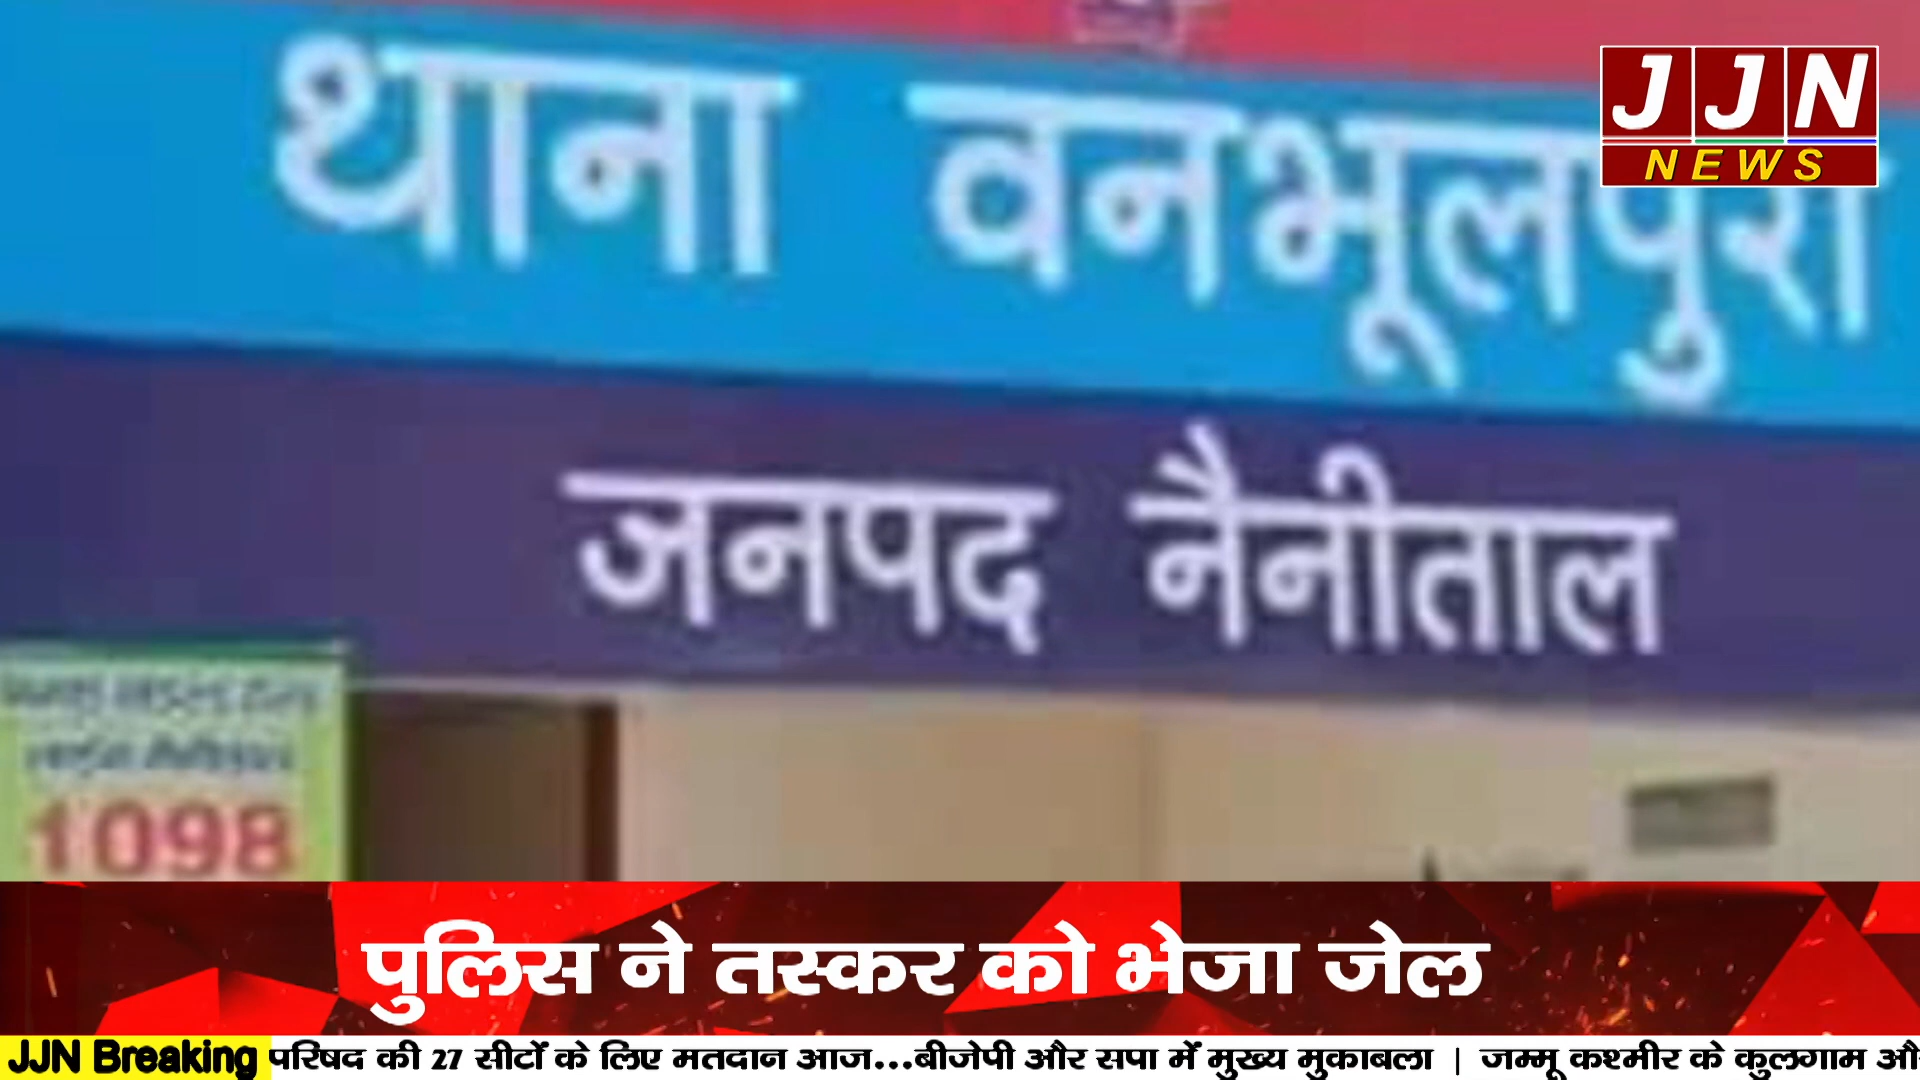 थाना वनभूलपुरा
JJN
NEWS
जनपद नैनीताल
1098
पुलिस ने तस्कर को भेजा जेल
JJN Breaking परिषद की 27 सीटों के लिए मतदान आज...बीजेपी और सपा में मुख्य मुकाबला | जम्मू कश्मीर के कुलगाम औ